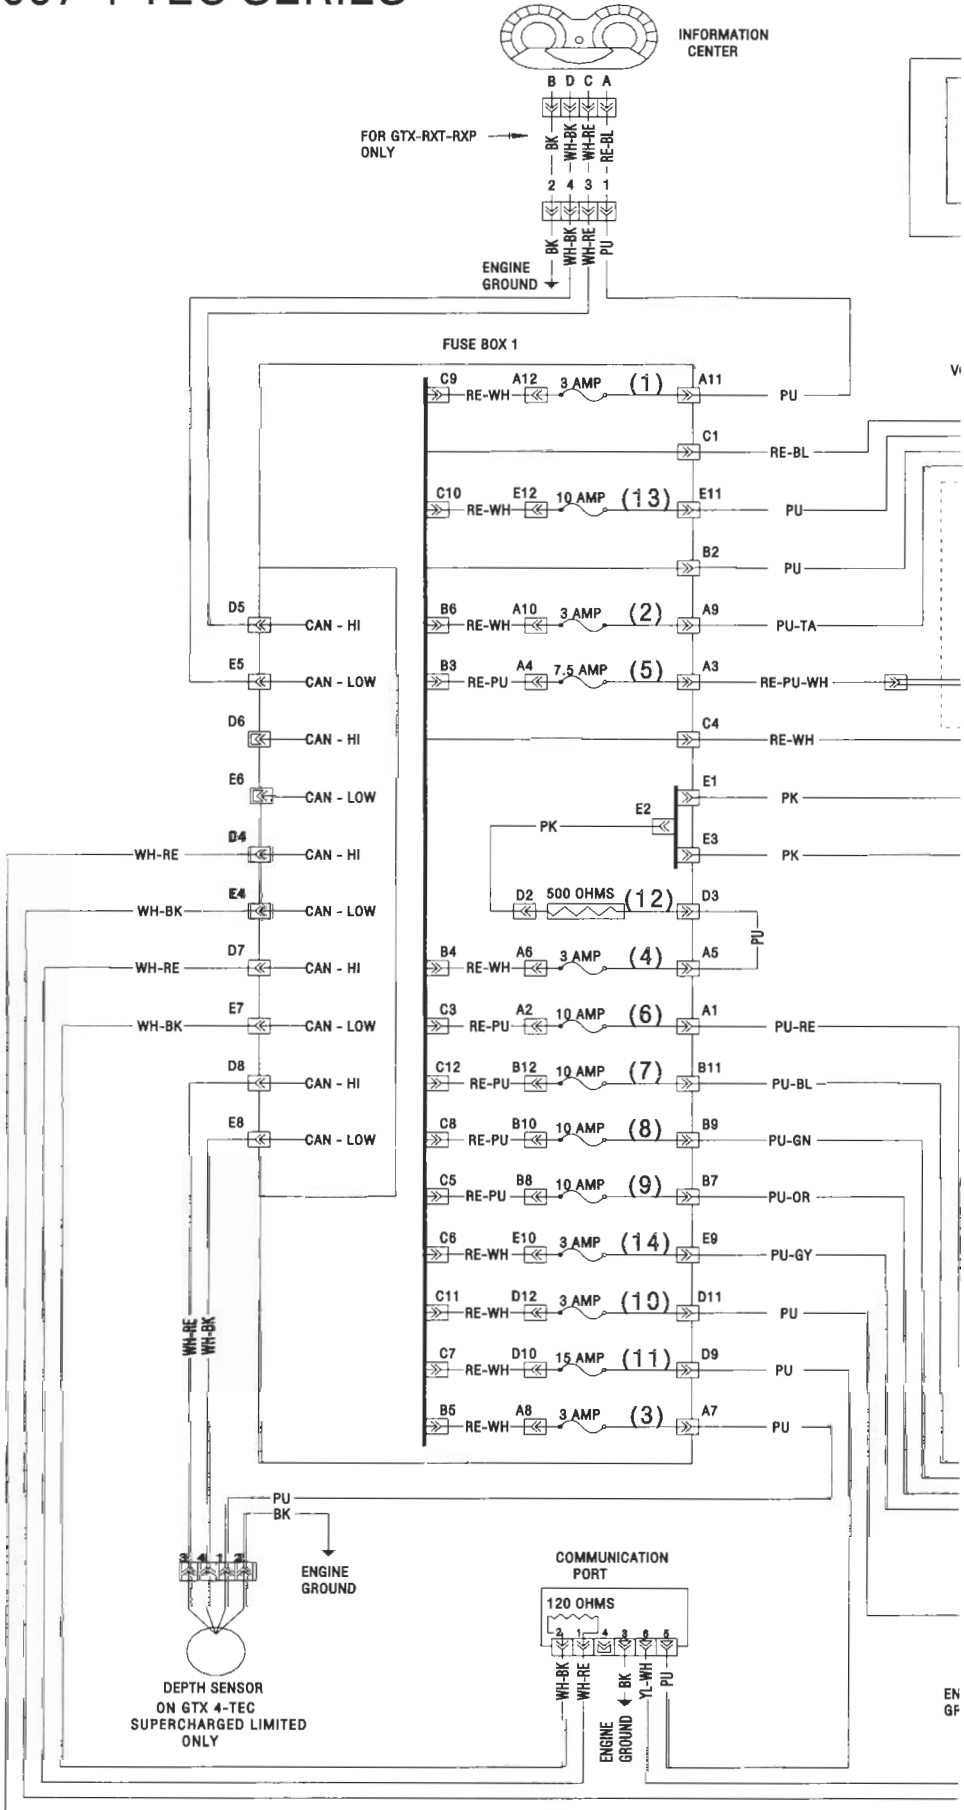 INFORMATION
CENTER
B D C A
FOR GTX-RXT-RXP
ONLY
BK WH-BK WH-RE RE-BL
2 4 3 1
BK WH-BK WH-RE PU
ENGINE
GROUND
FUSE BOX 1
C9 RE-WH A12 3 AMP (1) A11 PU
C1 RE-BL
C10 RE-WH E12 10 AMP (13) E11 PU
B2 PU
D5 CAN - HI B6 RE-WH A10 3 AMP (2) A9 PU-TA
E5 CAN - LOW B3 RE-PU A4 7.5 AMP (5) A3 RE-PU-WH
D6 CAN - HI C4 RE-WH
E6 CAN - LOW E1 PK
E2 PK
WH-RE D4 CAN - HI E3 PK
WH-BK E4 CAN - LOW D2 500 OHMS (12) D3
PU
WH-RE D7 CAN - HI B4 RE-WH A6 3 AMP (4) A5
WH-BK E7 CAN - LOW C3 RE-PU A2 10 AMP (6) A1 PU-RE
D8 CAN - HI C12 RE-PU B12 10 AMP (7) B11 PU-BL
E8 CAN - LOW C8 RE-PU B10 10 AMP (8) B9 PU-GN
C5 RE-PU B8 10 AMP (9) B7 PU-OR
C6 RE-WH E10 3 AMP (14) E9 PU-GY
WH-RE WH-BK
C11 RE-WH D12 3 AMP (10) D11 PU
C7 RE-WH D10 15 AMP (11) D9 PU
B5 RE-WH A8 3 AMP (3) A7 PU
PU
BK
3 4 1 2
ENGINE
GROUND
DEPTH SENSOR
ON GTX 4-TEC
SUPERCHARGED LIMITED
ONLY
COMMUNICATION
PORT
120 OHMS
2 1 4 3 6 5
WH-BK WH-RE BK YL-WH PU
ENGINE
GROUND